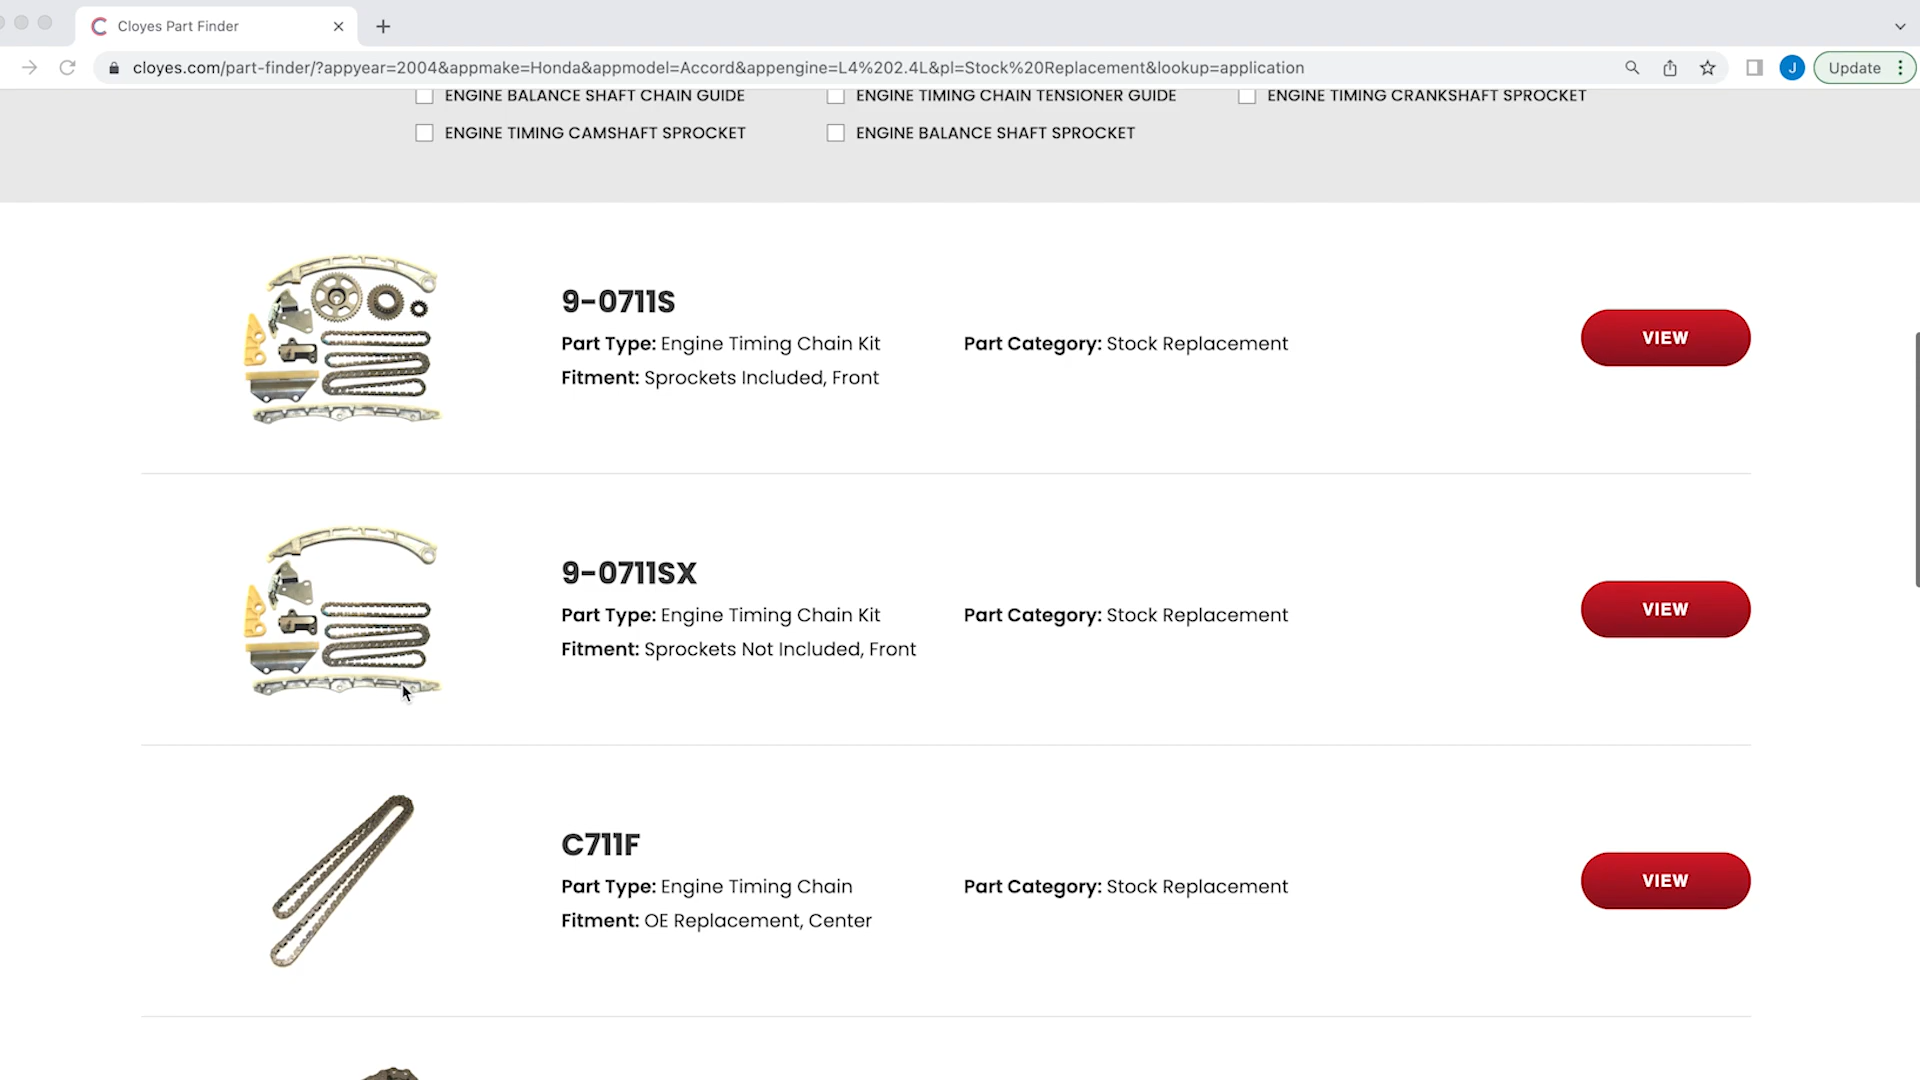 Cloyes Part Finder
cloyes.com/part-finder/?appyear=2004&appmake=Honda&appmodel=Accord&appengine=L4%202.4L&pl=Stock%20Replacement&lookup=application
J
Update
ENGINE BALANCE SHAFT CHAIN GUIDE
ENGINE TIMING CHAIN TENSIONER GUIDE
ENGINE TIMING CRANKSHAFT SPROCKET
ENGINE TIMING CAMSHAFT SPROCKET
ENGINE BALANCE SHAFT SPROCKET
9-0711S
Part Type: Engine Timing Chain Kit
Part Category: Stock Replacement
Fitment: Sprockets Included, Front
VIEW
9-0711SX
Part Type: Engine Timing Chain Kit
Part Category: Stock Replacement
Fitment: Sprockets Not Included, Front
VIEW
C711F
Part Type: Engine Timing Chain
Part Category: Stock Replacement
Fitment: OE Replacement, Center
VIEW